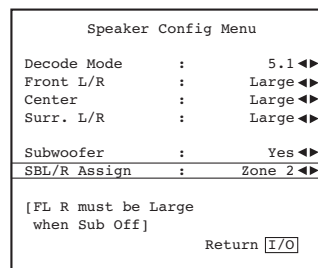 Speaker Config Menu
Decode Mode : 5.1◀▶
Front L/R : Large◀▶
Center : Large◀▶
Surr. L/R : Large◀▶
Subwoofer : Yes◀▶
SBL/R Assign : Zone 2◀▶
[FL R must be Large
when Sub Off]
Return I/O